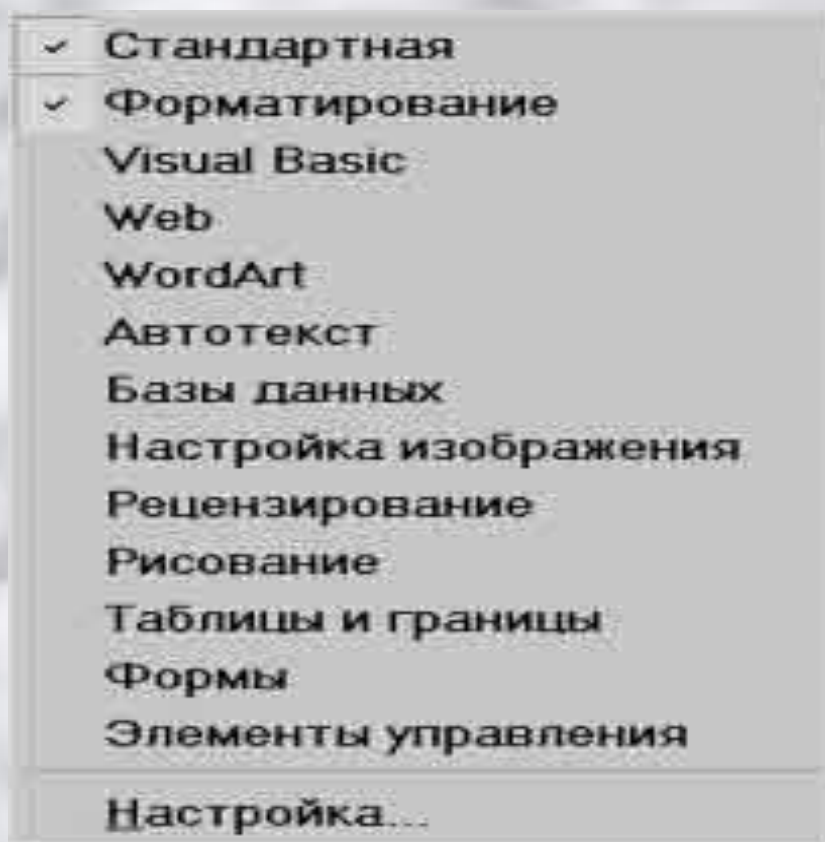 Стандартная
Форматирование
Visual Basic
Web
WordArt
Автотекст
Базы данных
Настройка изображения
Рецензирование
Рисование
Таблицы и границы
Формы
Элементы управления
Настройка...